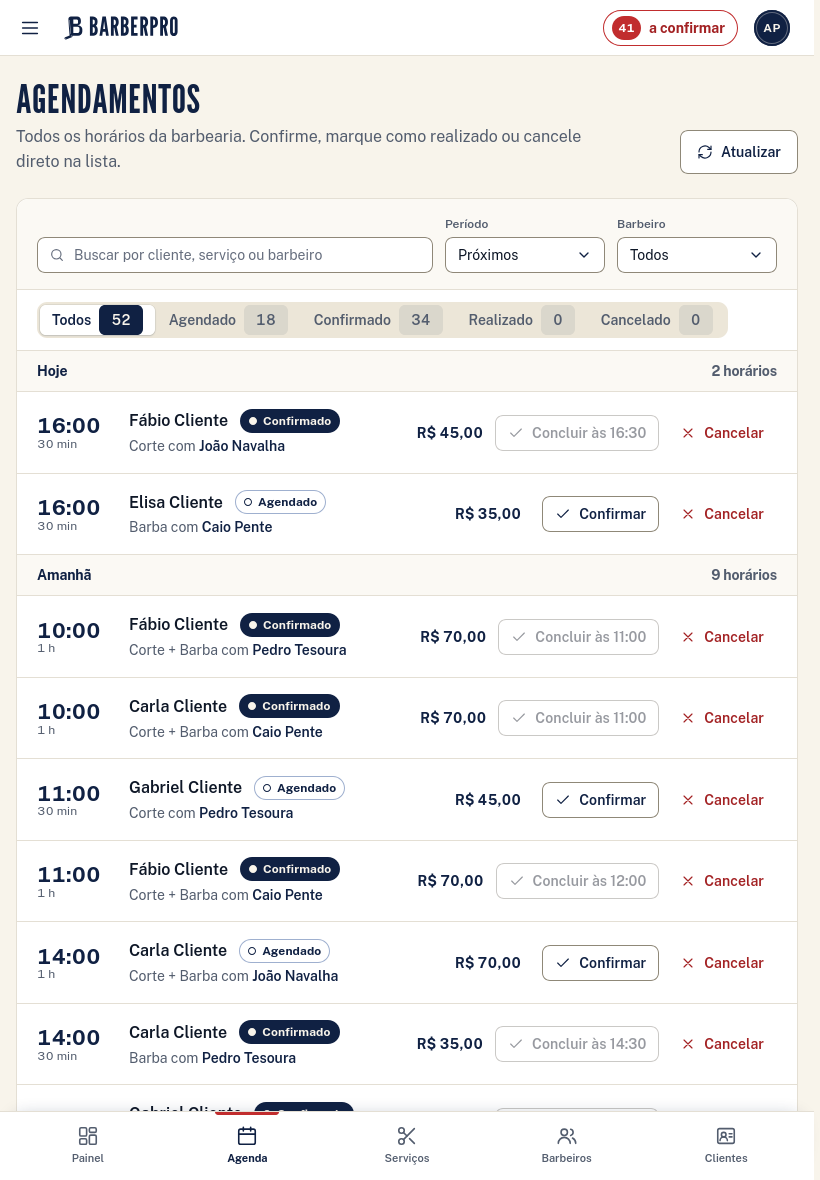 BARBERPRO
41 a confirmar
AP
AGENDAMENTOS
Todos os horários da barbearia. Confirme, marque como realizado ou cancele
direto na lista.
Atualizar
Buscar por cliente, serviço ou barbeiro
Período
Próximos
Barbeiro
Todos
Todos 52 Agendado 18 Confirmado 34 Realizado 0 Cancelado 0
Hoje 2 horários
16:00 Fábio Cliente Confirmado R$ 45,00 Concluir às 16:30 Cancelar
30 min Corte com João Navalha
16:00 Elisa Cliente Agendado R$ 35,00 Confirmar Cancelar
30 min Barba com Caio Pente
Amanhã 9 horários
10:00 Fábio Cliente Confirmado R$ 70,00 Concluir às 11:00 Cancelar
1 h Corte + Barba com Pedro Tesoura
10:00 Carla Cliente Confirmado R$ 70,00 Concluir às 11:00 Cancelar
1 h Corte + Barba com Caio Pente
11:00 Gabriel Cliente Agendado R$ 45,00 Confirmar Cancelar
30 min Corte com Pedro Tesoura
11:00 Fábio Cliente Confirmado R$ 70,00 Concluir às 12:00 Cancelar
1 h Corte + Barba com Caio Pente
14:00 Carla Cliente Agendado R$ 70,00 Confirmar Cancelar
1 h Corte + Barba com João Navalha
14:00 Carla Cliente Confirmado R$ 35,00 Concluir às 14:30 Cancelar
30 min Barba com Pedro Tesoura
Painel Agenda Serviços Barbeiros Clientes